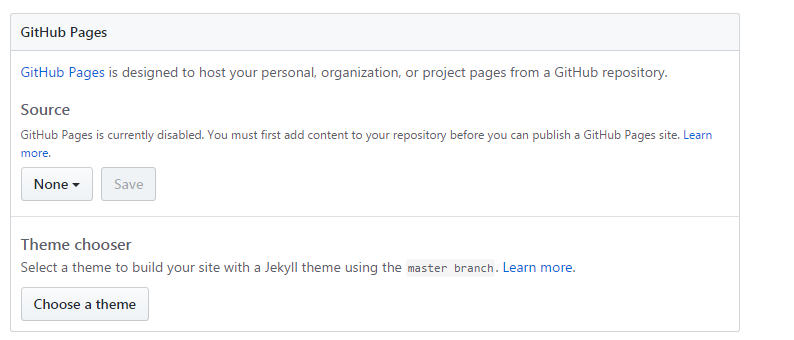 GitHub Pages
GitHub Pages is designed to host your personal, organization, or project pages from a GitHub repository.
Source
GitHub Pages is currently disabled. You must first add content to your repository before you can publish a GitHub Pages site. Learn
more.
None
Save
Theme chooser
Select a theme to build your site with a Jekyll theme using the master branch. Learn more.
Choose a theme